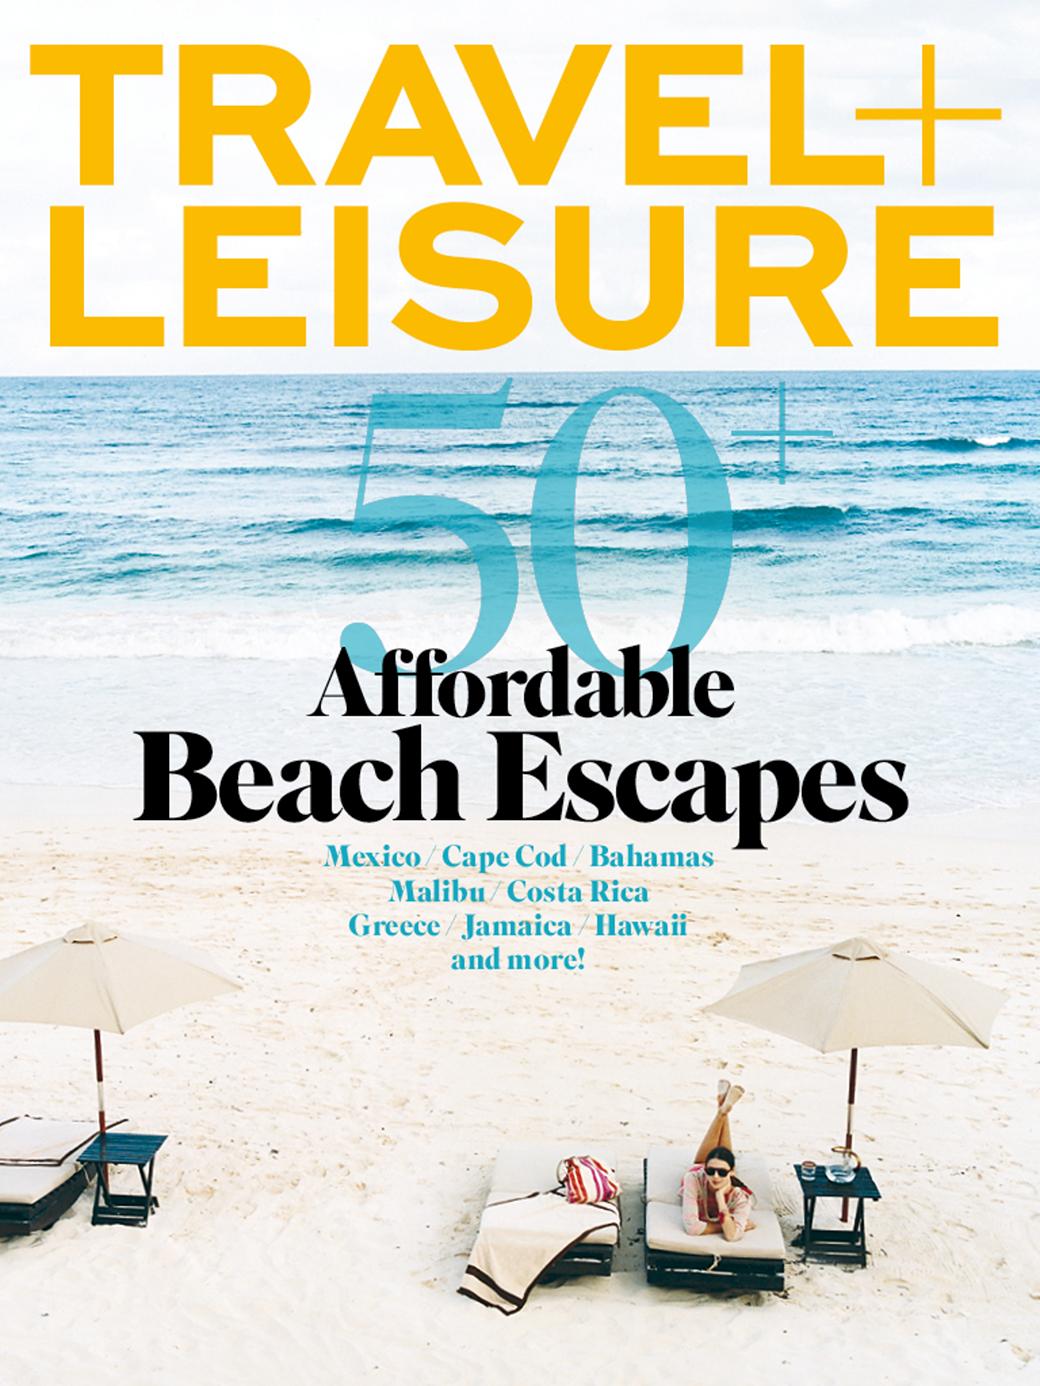 TRAVEL+
LEISURE
50+
Affordable
Beach Escapes
Mexico / Cape Cod / Bahamas
Malibu / Costa Rica
Greece / Jamaica / Hawaii
and more!